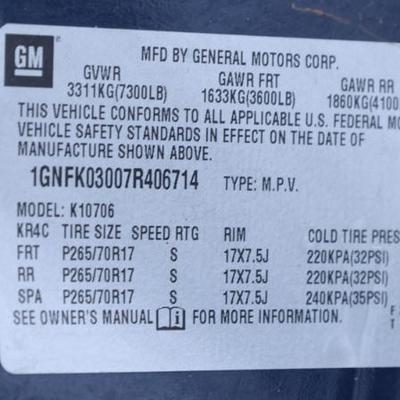 GM
MFD BY GENERAL MOTORS CORP.
GVWR GAWR FRT GAWR RR
3311KG(7300LB) 1633KG(3600LB) 1860KG(4100
THIS VEHICLE CONFORMS TO ALL APPLICABLE U.S. FEDERAL MO
VEHICLE SAFETY STANDARDS IN EFFECT ON THE DATE OF
MANUFACTURE SHOWN ABOVE.
1GNFK03007R406714 TYPE: M.P.V.
MODEL: K10706
KR4C TIRE SIZE SPEED RTG RIM COLD TIRE PRES
FRT P265/70R17 S 17X7.5J 220KPA(32PSI)
RR P265/70R17 S 17X7.5J 220KPA(32PSI)
SPA P265/70R17 S 17X7.5J 240KPA(35PSI)
SEE OWNER'S MANUAL FOR MORE INFORMATION. F
T